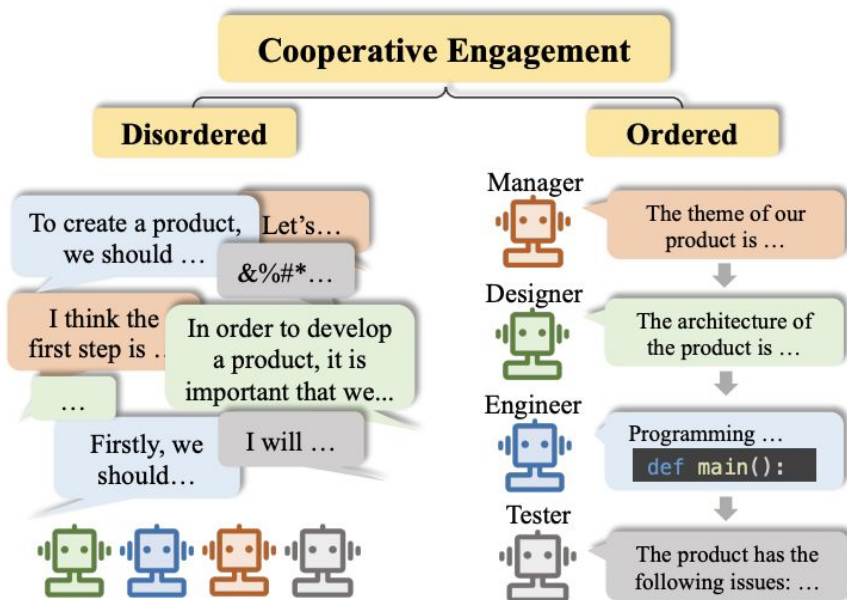 Cooperative Engagement
Disordered
To create a product,
we should …
Let's…
&%#*…
I think the
first step is …
In order to develop
a product, it is
important that we...
…
Firstly, we
should…
I will …
Ordered
Manager
The theme of our
product is …
Designer
The architecture of
the product is …
Engineer
Programming …
def main():
Tester
The product has the
following issues: …